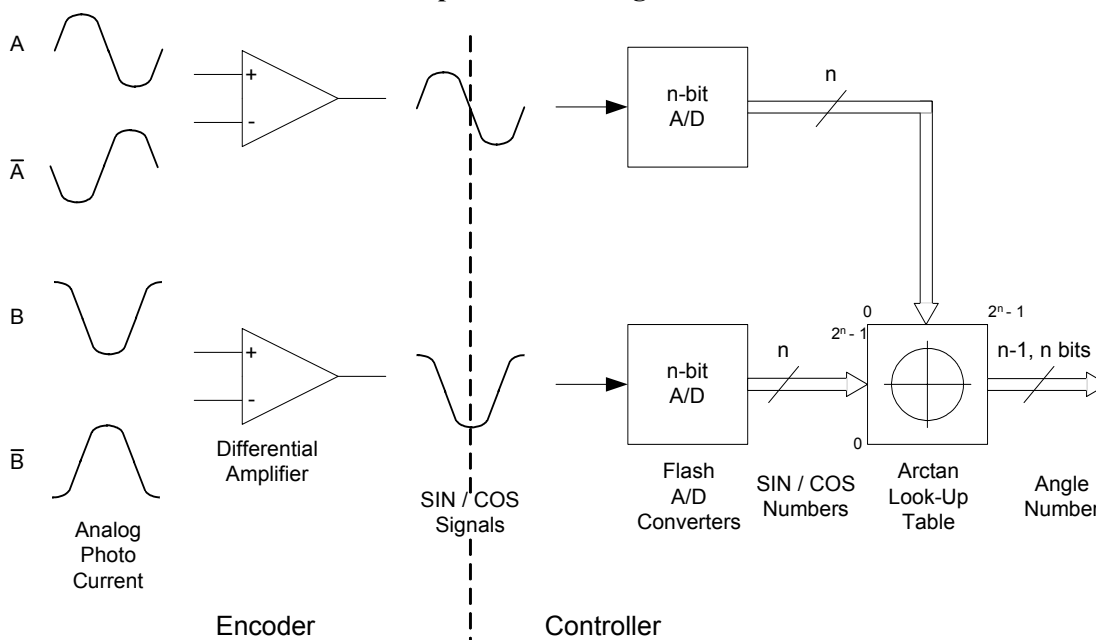 A
A̅
B
B̅
+
-
+
-
Analog
Photo
Current
Differential
Amplifier
SIN / COS
Signals
n-bit
A/D
n-bit
A/D
n
n
0
2ⁿ - 1
2ⁿ - 1
0
n-1, n bits
Flash
A/D
Converters
SIN / COS
Numbers
Arctan
Look-Up
Table
Angle
Number
Encoder
Controller